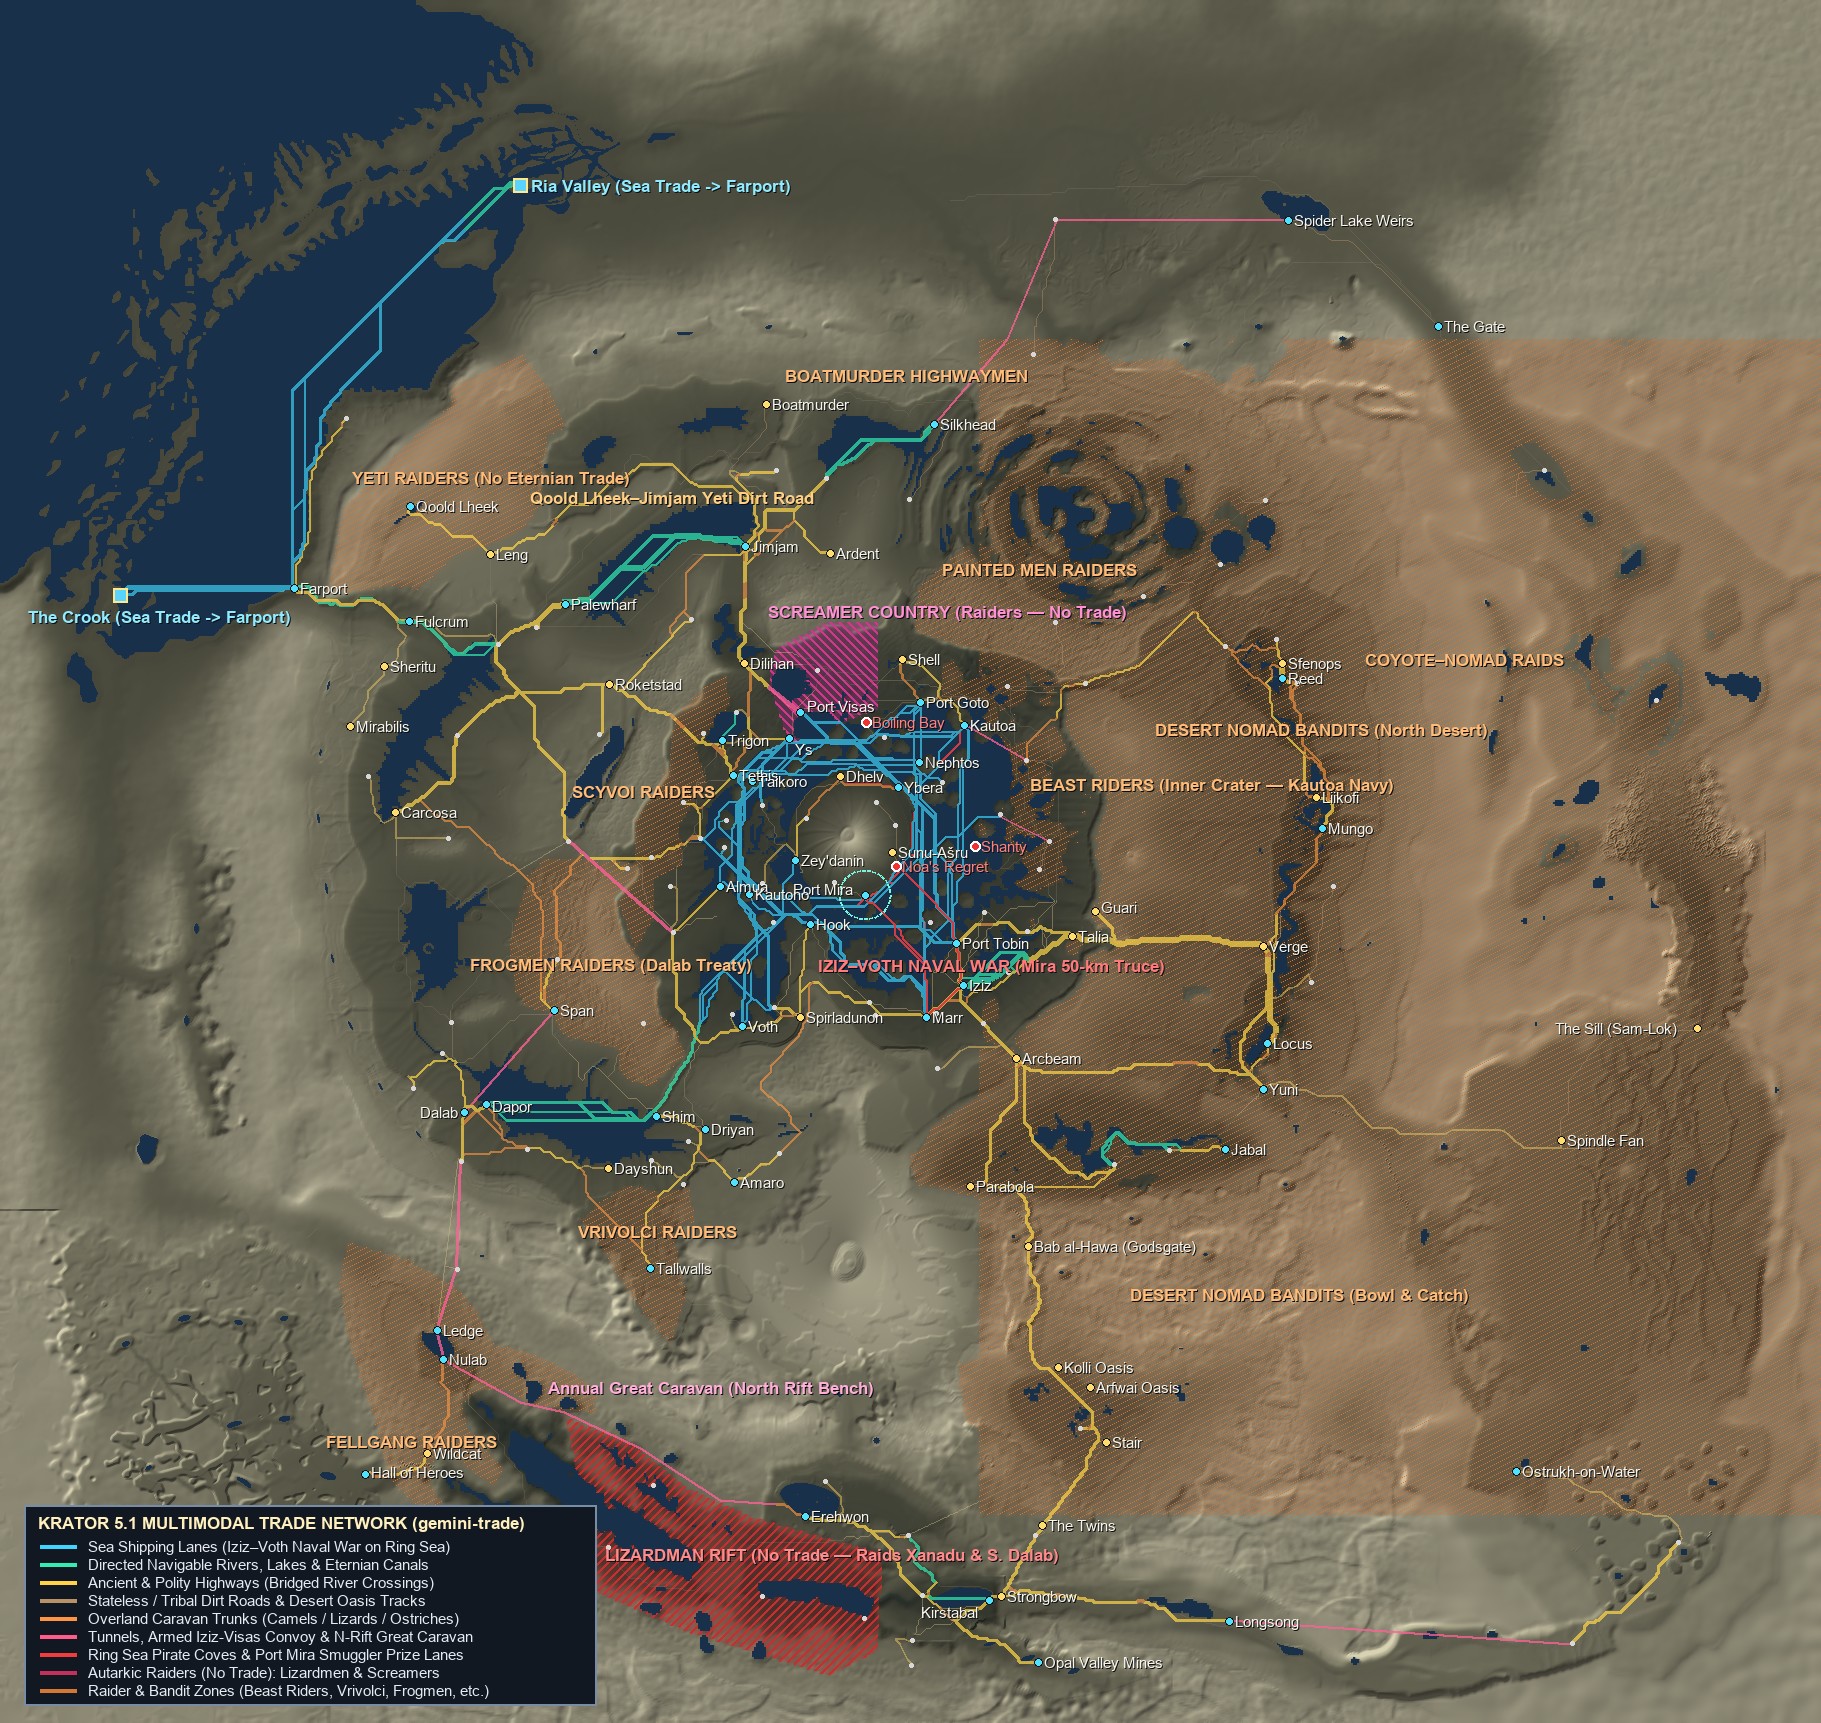 Ria Valley (Sea Trade -> Farport)
Spider Lake Weirs
The Gate
BOATMURDER HIGHWAYMEN
Boatmurder
Silkhead
YETI RAIDERS (No Eternian Trade)
Qoold Lheek–Jimjam Yeti Dirt Road
Qoold Lheek
Leng
Jimjam
Ardent
PAINTED MEN RAIDERS
Farport
The Crook (Sea Trade -> Farport)
Palewharf
SCREAMER COUNTRY (Raiders — No Trade)
Fulcrum
Sheritu
Dilihan
Shell
Sfenops
COYOTE–NOMAD RAIDS
Reed
Roketstad
Port Visas
Port Goto
Boiling Bay
Kautoa
Mirabilis
Trigon
Ys
DESERT NOMAD BANDITS (North Desert)
Nephtos
Tethis
Taikoro
Dhelv
Ybera
BEAST RIDERS (Inner Crater — Kautoa Navy)
SCYVOI RAIDERS
Liikofi
Carcosa
Mungo
Shanty
Sunu-Ašru
Zey'danin
Noa's Regret
Almua
Kautoho
Port Mira
Guari
Hook
Talia
Port Tobin
Verge
FROGMEN RAIDERS (Dalab Treaty)
IZIZ–VOTH NAVAL WAR (Mira 50-km Truce)
Iziz
Span
Spirladunon
Marr
Voth
The Sill (Sam-Lok)
Locus
Arcbeam
Yuni
Dapor
Dalab
Shim
Driyan
Spindle Fan
Jabal
Dayshun
Amaro
Parabola
VRIVOLCI RAIDERS
Bab al-Hawa (Godsgate)
Tallwalls
DESERT NOMAD BANDITS (Bowl & Catch)
Ledge
Nulab
Kolli Oasis
Arfwai Oasis
Annual Great Caravan (North Rift Bench)
FELLGANG RAIDERS
Wildcat
Stair
Hall of Heroes
Ostrukh-on-Water
Erehwon
The Twins
LIZARDMAN RIFT (No Trade — Raids Xanadu & S. Dalab)
Strongbow
Kirstabal
Longsong
Opal Valley Mines
KRATOR 5.1 MULTIMODAL TRADE NETWORK (gemini-trade)
Sea Shipping Lanes (Iziz–Voth Naval War on Ring Sea)
Directed Navigable Rivers, Lakes & Eternian Canals
Ancient & Polity Highways (Bridged River Crossings)
Stateless / Tribal Dirt Roads & Desert Oasis Tracks
Overland Caravan Trunks (Camels / Lizards / Ostriches)
Tunnels, Armed Iziz-Visas Convoy & N-Rift Great Caravan
Ring Sea Pirate Coves & Port Mira Smuggler Prize Lanes
Autarkic Raiders (No Trade): Lizardmen & Screamers
Raider & Bandit Zones (Beast Riders, Vrivolci, Frogmen, etc.)